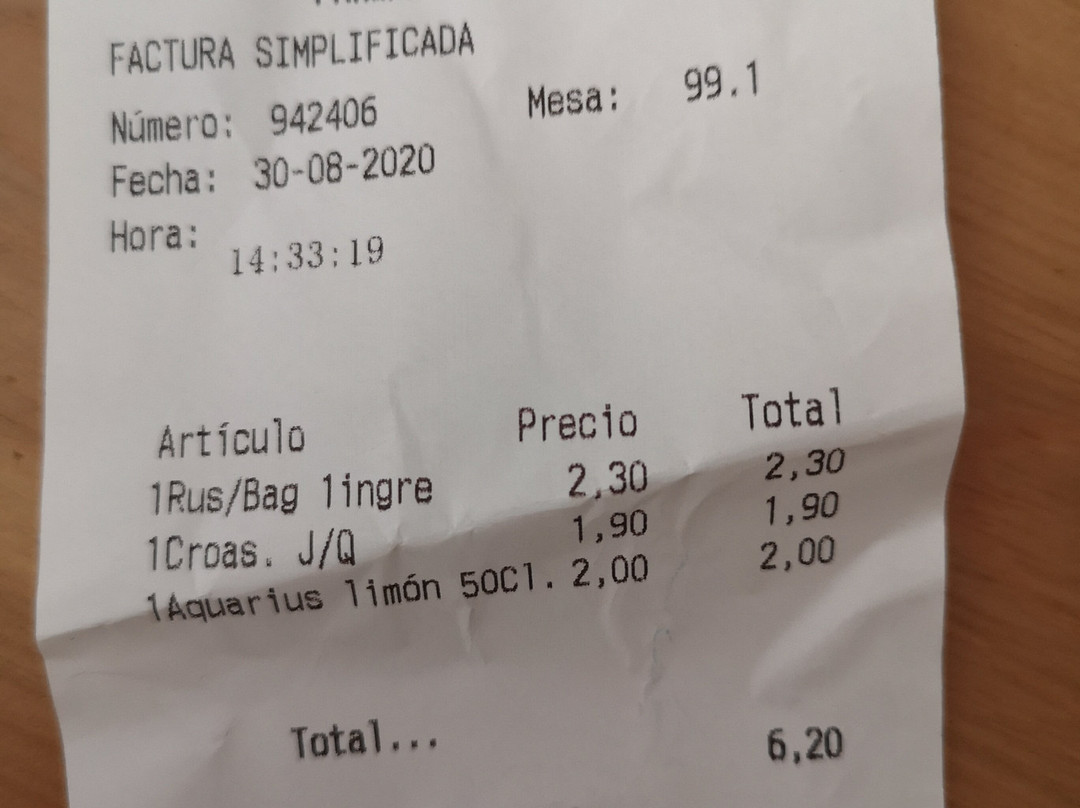 FACTURA SIMPLIFICADA
Número: 942406 Mesa: 99.1
Fecha: 30-08-2020
Hora: 14:33:19
Artículo Precio Total
1Rus/Bag 1ingre 2,30 2,30
1Croas. J/Q 1,90 1,90
1Aquarius limón 50Cl. 2,00 2,00
Total... 6,20